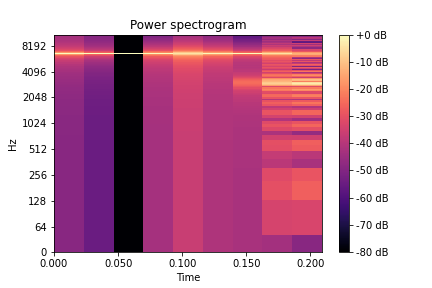 Power spectrogram
8192
4096
2048
1024
512
256
128
64
0
Hz
0.000 0.050 0.100 0.150 0.200
Time
+0 dB
-10 dB
-20 dB
-30 dB
-40 dB
-50 dB
-60 dB
-70 dB
-80 dB